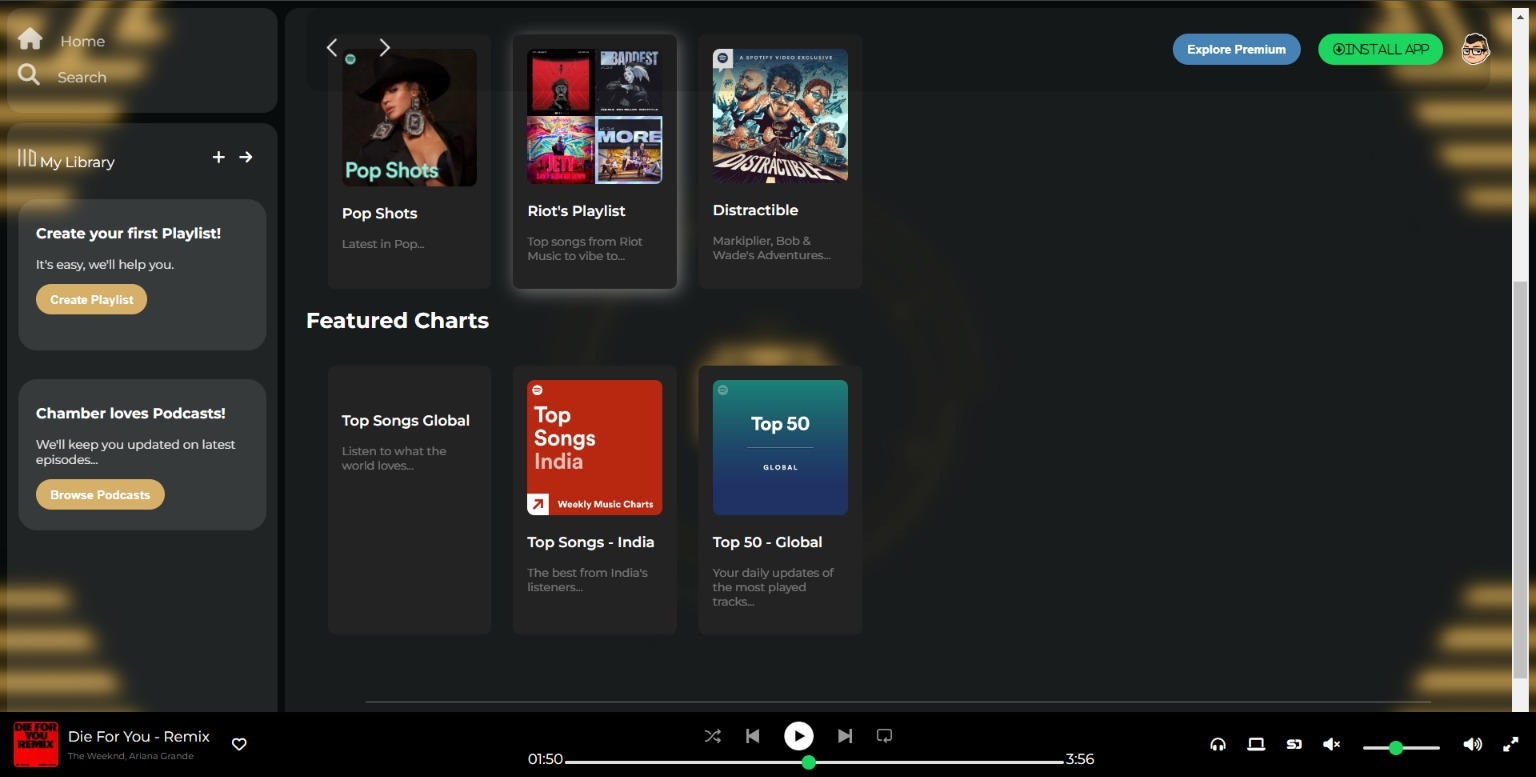 Home
Search
Explore Premium
INSTALL APP
My Library
Create your first Playlist!
It's easy, we'll help you.
Create Playlist
Chamber loves Podcasts!
We'll keep you updated on latest
episodes...
Browse Podcasts
Pop Shots
Pop Shots
Latest in Pop...
BADDEST
MORE
Riot's Playlist
Top songs from Riot
Music to vibe to...
A SPOTIFY VIDEO EXCLUSIVE
DISTRACTIBLE
Distractible
Markiplier, Bob &
Wade's Adventures...
Featured Charts
Top Songs Global
Listen to what the
world loves...
Top
Songs
India
Weekly Music Charts
Top Songs - India
The best from India's
listeners...
Top 50
GLOBAL
Top 50 - Global
Your daily updates of
the most played
tracks...
DIE FOR
YOU
REMIX
Die For You - Remix
The Weeknd, Ariana Grande
01:50
3:56